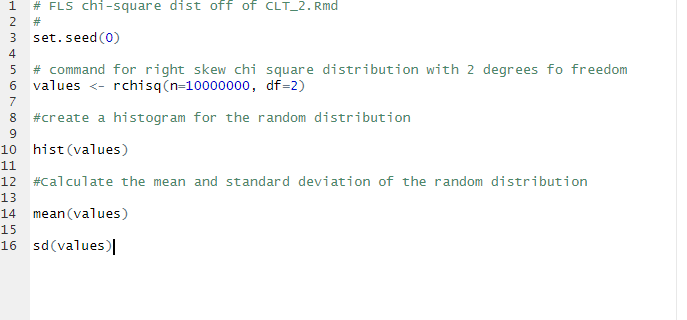 1 # FLS chi-square dist off of CLT_2.Rmd
2 #
3 set.seed(0)
4
5 # command for right skew chi square distribution with 2 degrees fo freedom
6 values <- rchisq(n=10000000, df=2)
7
8 #create a histogram for the random distribution
9
10 hist(values)
11
12 #Calculate the mean and standard deviation of the random distribution
13
14 mean(values)
15
16 sd(values)